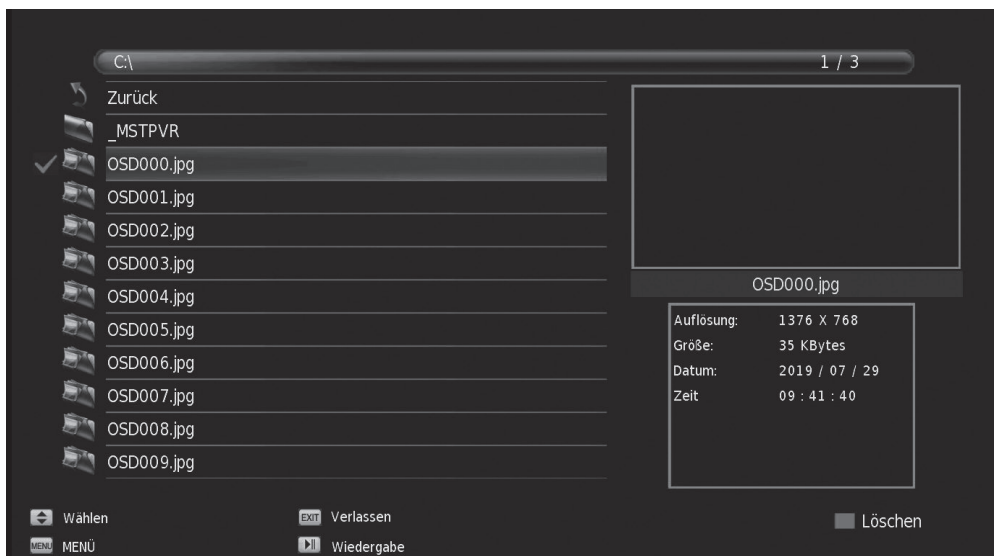 C:\ 1 / 3
Zurück
_MSTPVR
OSD000.jpg
OSD001.jpg
OSD002.jpg
OSD003.jpg
OSD004.jpg
OSD005.jpg
OSD006.jpg
OSD007.jpg
OSD008.jpg
OSD009.jpg
OSD000.jpg
Auflösung: 1376 X 768
Größe: 35 KBytes
Datum: 2019 / 07 / 29
Zeit 09 : 41 : 40
Wählen
EXIT Verlassen
Löschen
MENU MENÜ
Wiedergabe